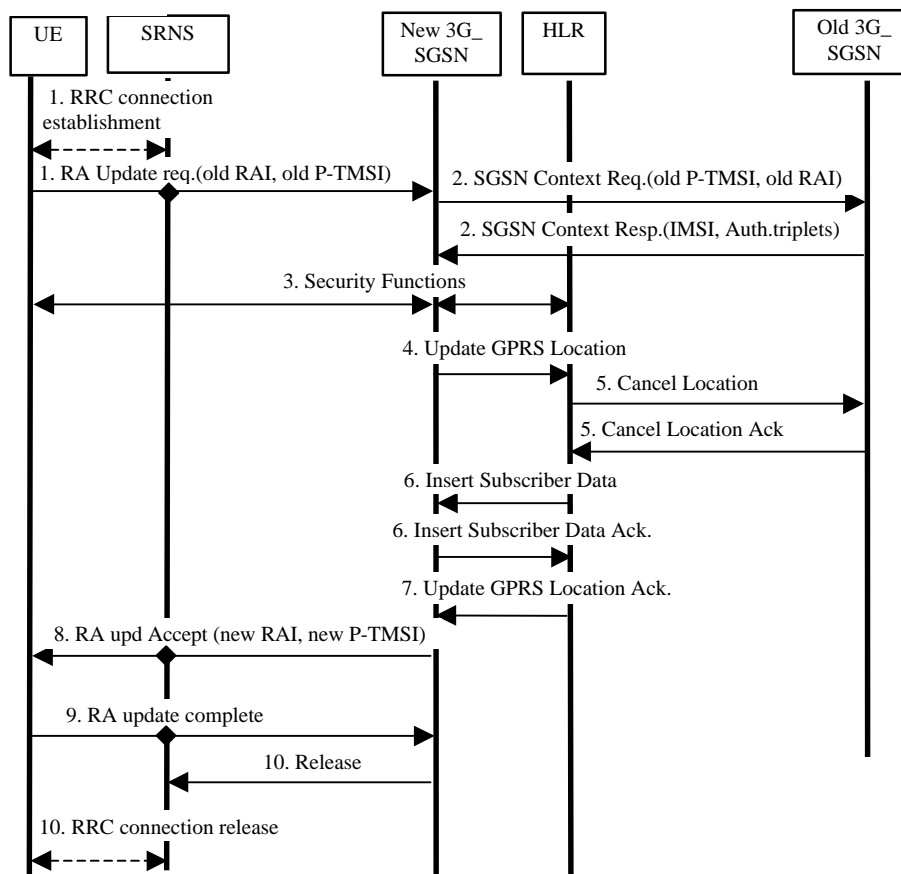 UE
SRNS
New 3G_
SGSN
HLR
Old 3G_
SGSN
1. RRC connection
establishment
1. RA Update req.(old RAI, old P-TMSI)
2. SGSN Context Req.(old P-TMSI, old RAI)
2. SGSN Context Resp.(IMSI, Auth.triplets)
3. Security Functions
4. Update GPRS Location
5. Cancel Location
5. Cancel Location Ack
6. Insert Subscriber Data
6. Insert Subscriber Data Ack.
7. Update GPRS Location Ack.
8. RA upd Accept (new RAI, new P-TMSI)
9. RA update complete
10. Release
10. RRC connection release